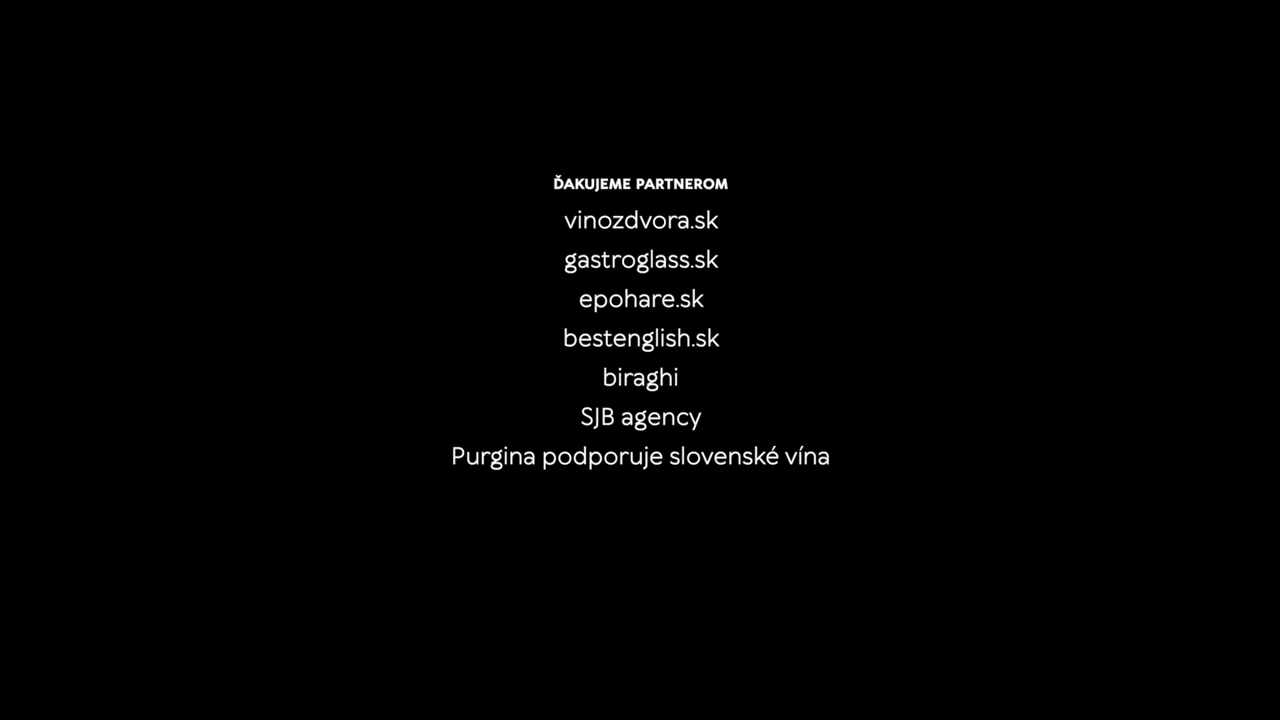 ĎAKUJEME PARTNEROM
vinozdvora.sk
gastroglass.sk
epohare.sk
bestenglish.sk
biraghi
SJB agency
Purgina podporuje slovenské vína